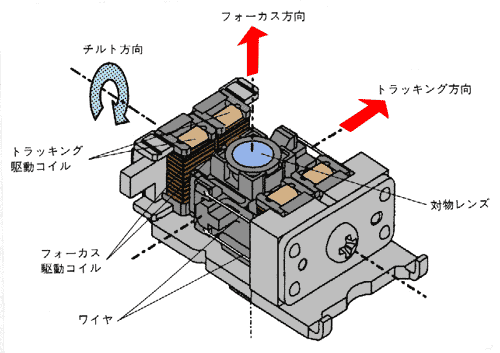 フォーカス方向
チルト方向
トラッキング方向
トラッキング
駆動コイル
対物レンズ
フォーカス
駆動コイル
ワイヤ